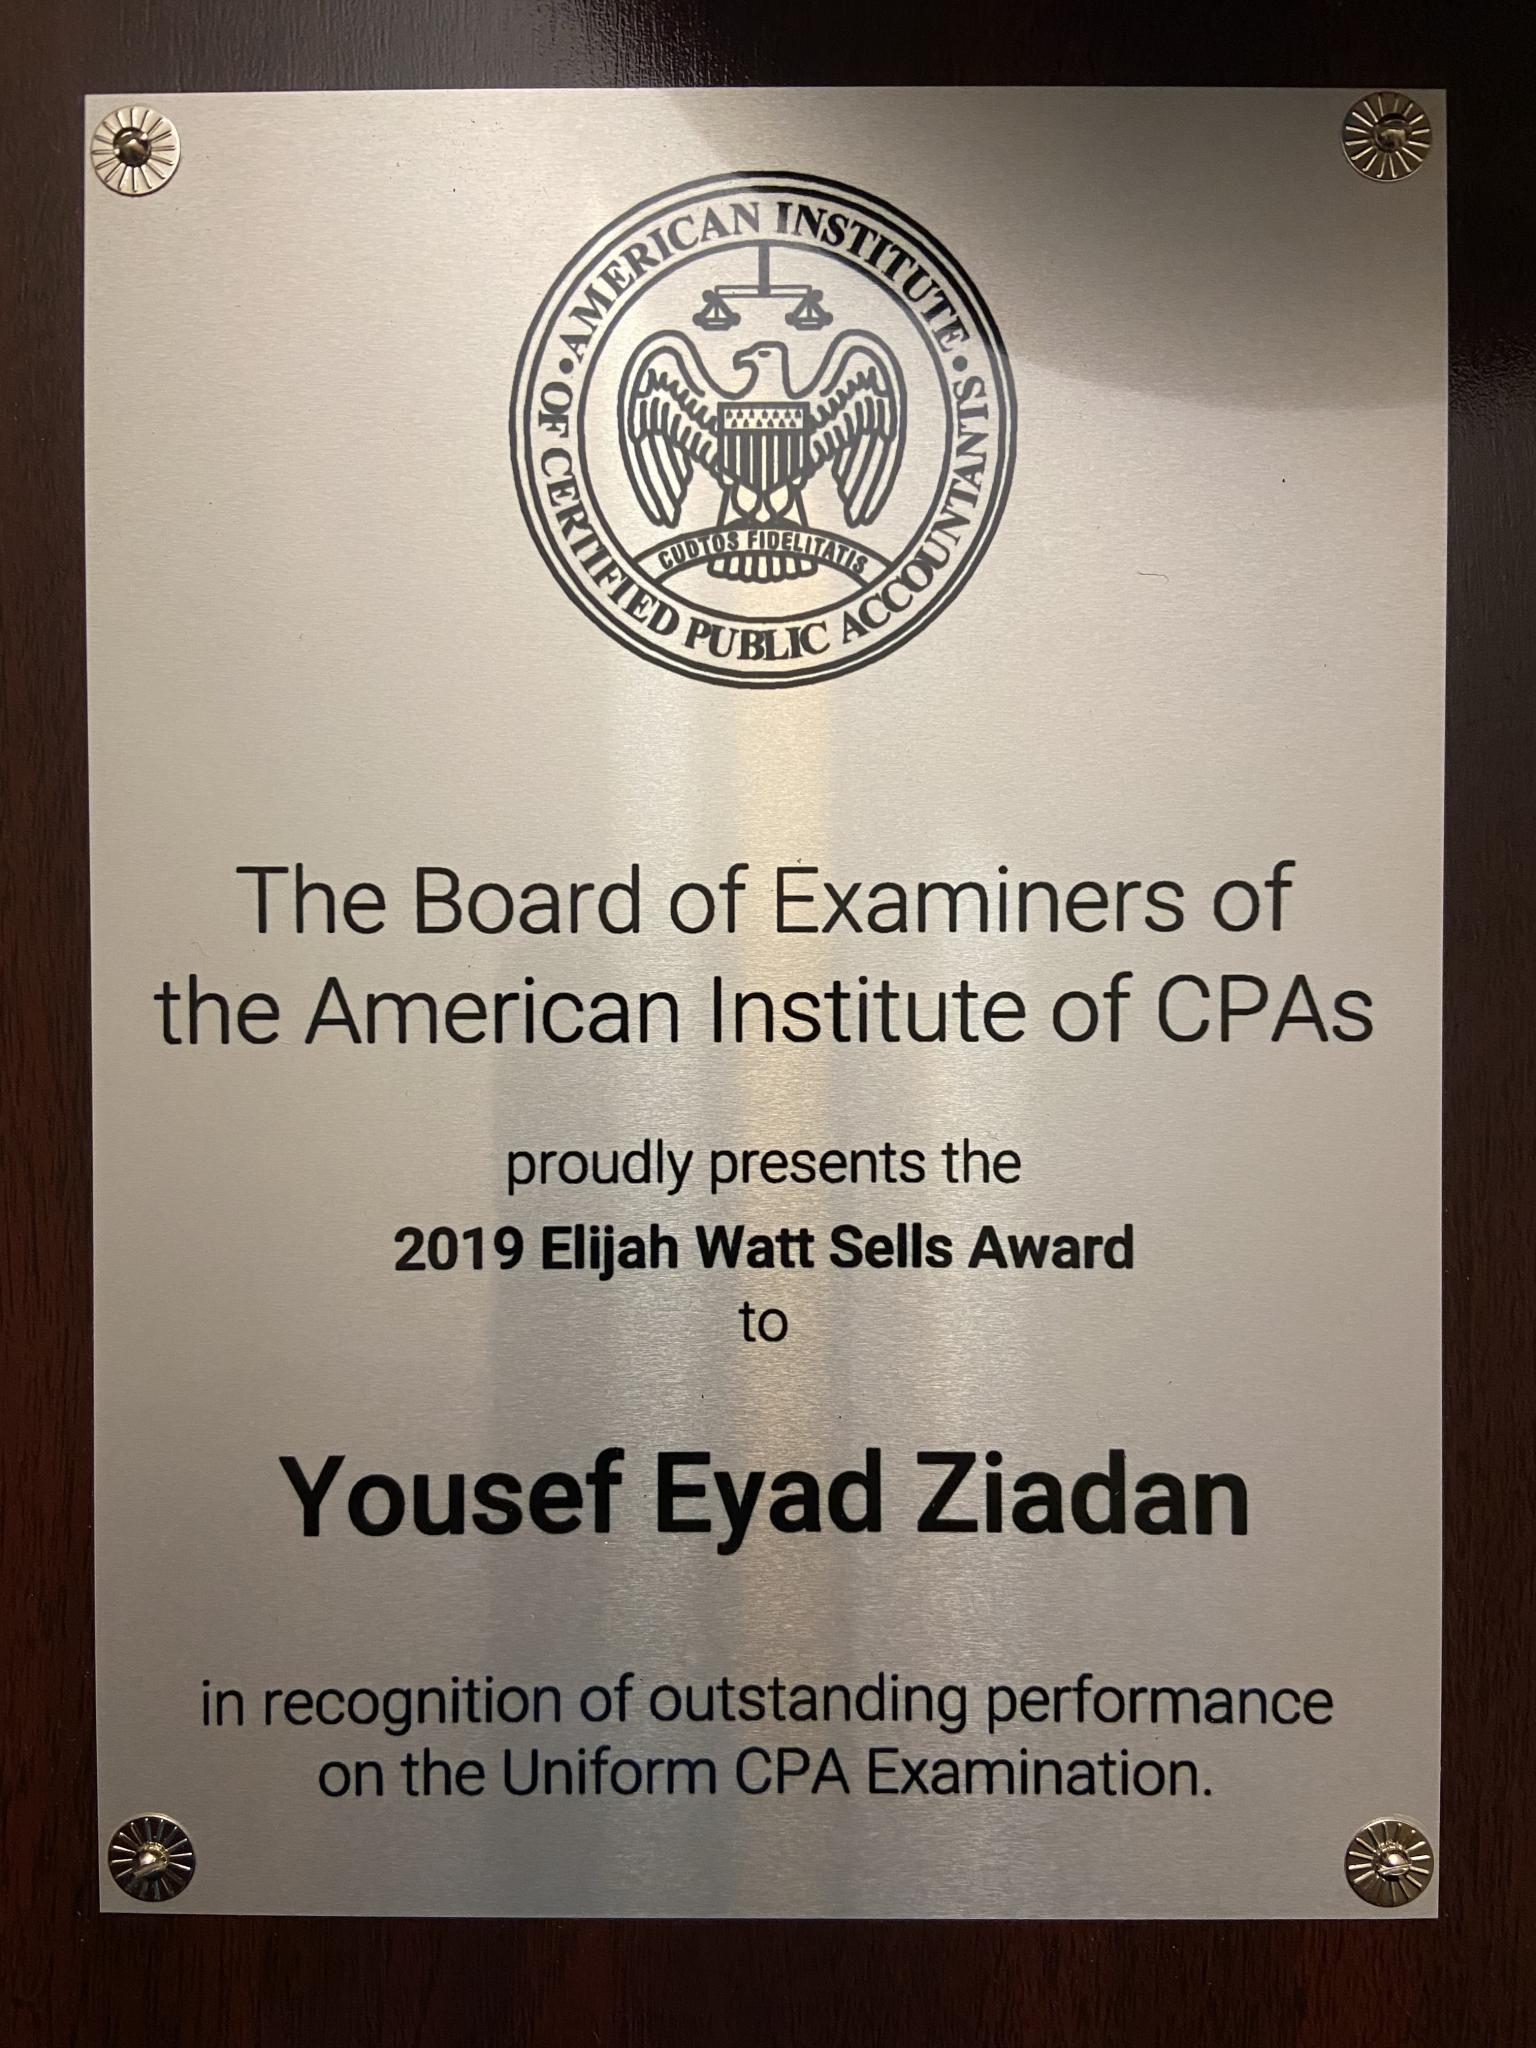 AMERICAN INSTITUTE
OF CERTIFIED PUBLIC ACCOUNTANTS
CUDTOS FIDELITATIS
The Board of Examiners of
the American Institute of CPAs
proudly presents the
2019 Elijah Watt Sells Award
to
Yousef Eyad Ziadan
in recognition of outstanding performance
on the Uniform CPA Examination.